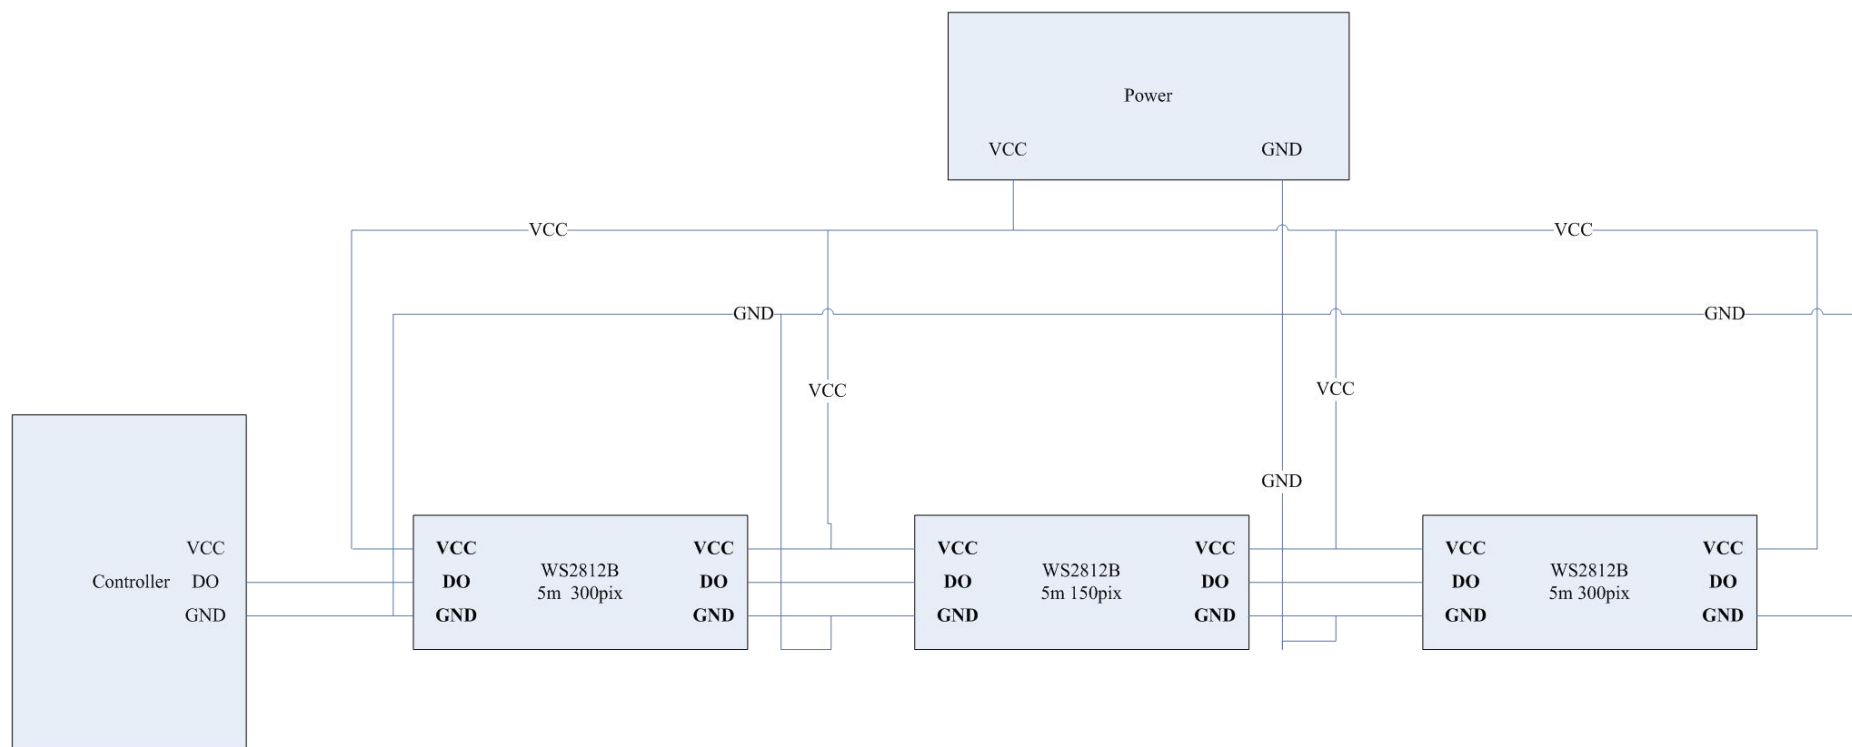 Power
VCC GND
VCC VCC
GND GND
VCC VCC
GND
VCC VCC VCC VCC VCC VCC VCC
WS2812B WS2812B WS2812B
Controller DO DO DO DO DO DO DO
5m 300pix 5m 150pix 5m 300pix
GND GND GND GND GND GND GND